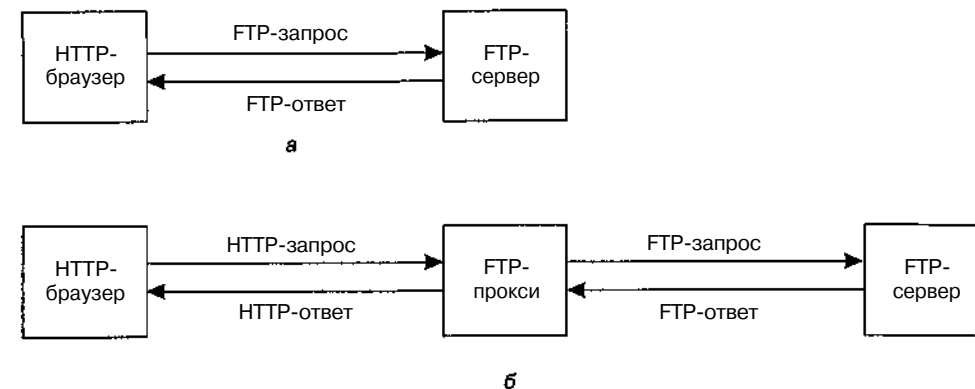 HTTP-
браузер
FTP-запрос
FTP-ответ
FTP-
сервер
а
HTTP-
браузер
HTTP-запрос
HTTP-ответ
FTP-
прокси
FTP-запрос
FTP-ответ
FTP-
сервер
б